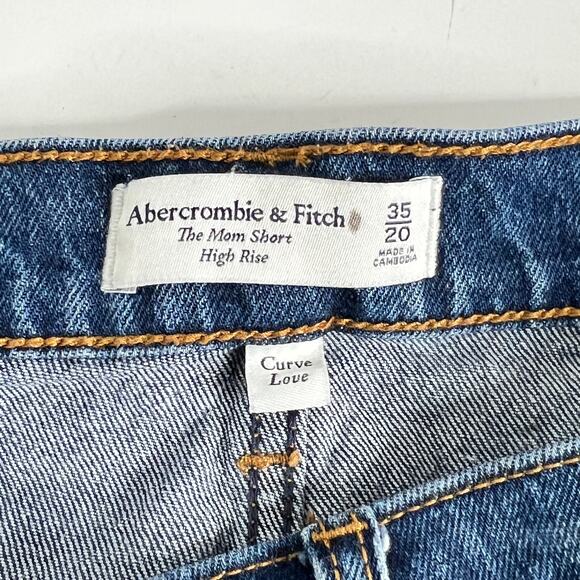 Abercrombie & Fitch
The Mom Short
High Rise
35
20
MADE IN
CAMBODIA
Curve
Love